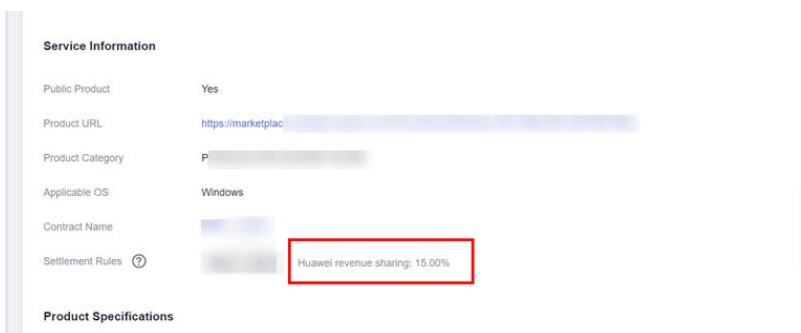 Service Information
Public Product Yes
Product URL https://marketplac
Product Category P
Applicable OS Windows
Contract Name
Settlement Rules ? Huawei revenue sharing: 15.00%
Product Specifications